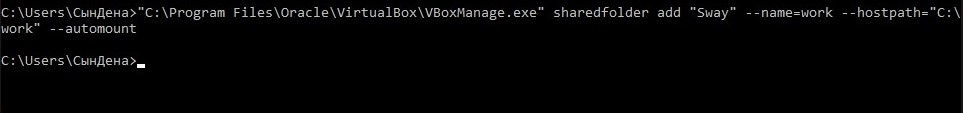 C:\Users\СынДена>"C:\Program Files\Oracle\VirtualBox\VBoxManage.exe" sharedfolder add "Sway" --name=work --hostpath="C:\
work" --automount
C:\Users\СынДена>